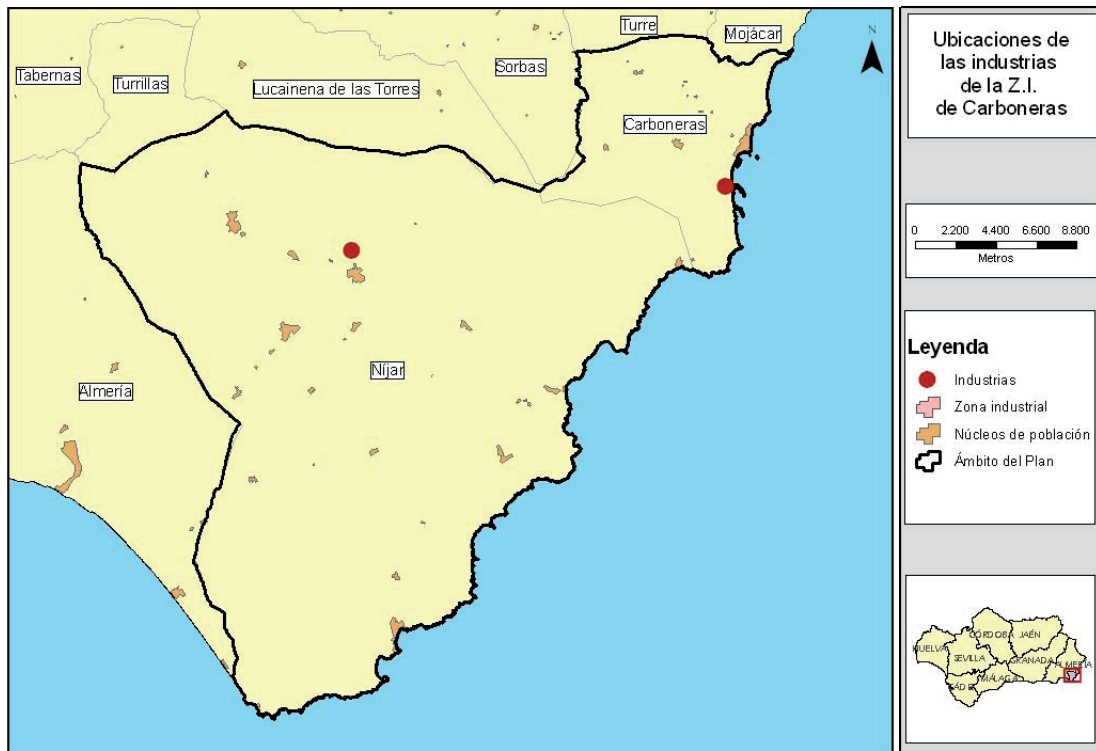 Turre
Mojácar
N
Sorbas
Tabernas
Turrillas
Lucainena de las Torres
Carboneras
Níjar
Almería
Ubicaciones de
las industrias
de la Z.I.
de Carboneras
0 2.200 4.400 6.600 8.800
Metros
Leyenda
Industrias
Zona industrial
Núcleos de población
Ámbito del Plan
CÓRDOBA JAÉN
HUELVA
SEVILLA
GRANADA
ALMERÍA
MÁLAGA